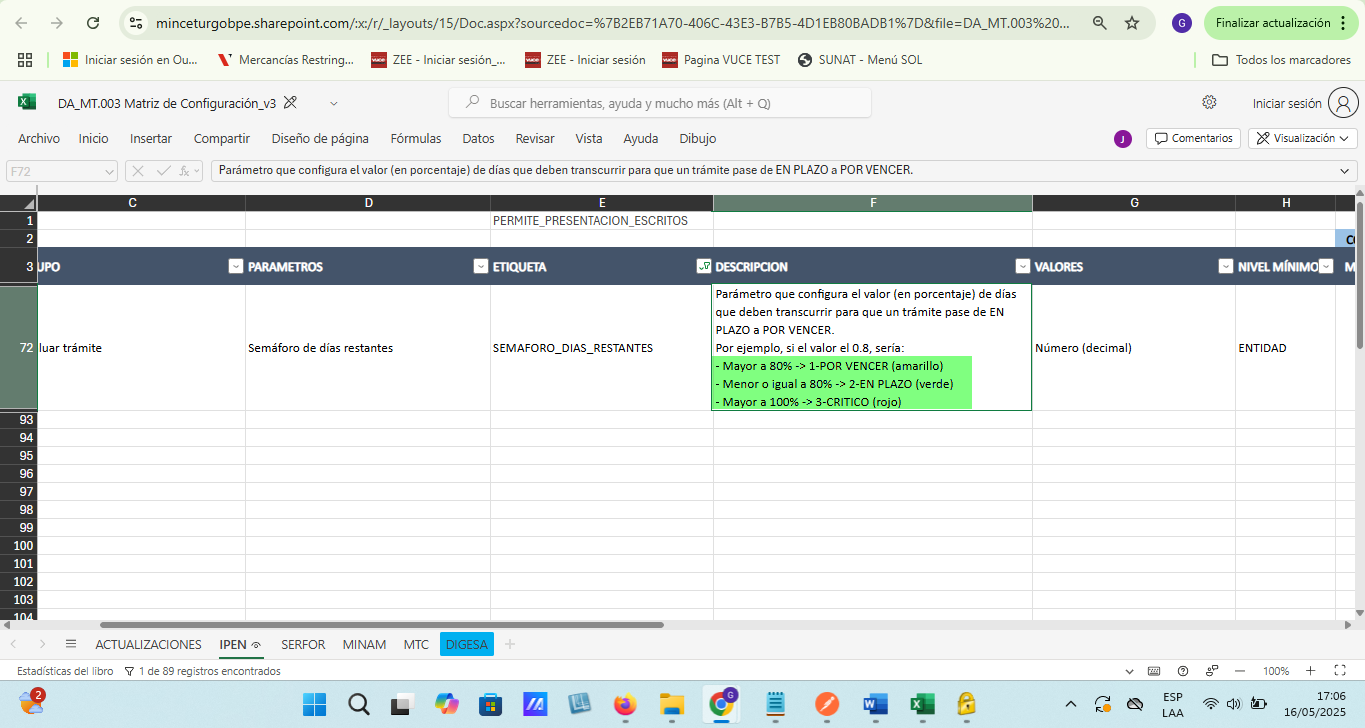 minceturgobpe.sharepoint.com/:x:/r/_layouts/15/Doc.aspx?sourcedoc=%7B2EB71A70-406C-43E3-B7B5-4D1EB80BADB1%7D&file=DA_MT.003%20...
G
Finalizar actualización
Iniciar sesión en Ou...
Mercancías Restring...
VUCE ZEE - Iniciar sesión_...
VUCE ZEE - Iniciar sesión
VUCE Pagina VUCE TEST
SUNAT - Menú SOL
Todos los marcadores
DA_MT.003 Matriz de Configuración_v3
Buscar herramientas, ayuda y mucho más (Alt + Q)
Iniciar sesión
Archivo Inicio Insertar Compartir Diseño de página Fórmulas Datos Revisar Vista Ayuda Dibujo
J
Comentarios
Visualización
F72
fx
Parámetro que configura el valor (en porcentaje) de días que deben transcurrir para que un trámite pase de EN PLAZO a POR VENCER.
C D E F G H
1 PERMITE_PRESENTACION_ESCRITOS
2
3 UPO PARAMETROS ETIQUETA DESCRIPCION VALORES NIVEL MÍNIMO M
72 luar trámite
Semáforo de días restantes
SEMAFORO_DIAS_RESTANTES
Parámetro que configura el valor (en porcentaje) de días
que deben transcurrir para que un trámite pase de EN
PLAZO a POR VENCER.
Por ejemplo, si el valor el 0.8, sería:
- Mayor a 80% -> 1-POR VENCER (amarillo)
- Menor o igual a 80% -> 2-EN PLAZO (verde)
- Mayor a 100% -> 3-CRITICO (rojo)
Número (decimal)
ENTIDAD
93
94
95
96
97
98
99
100
101
102
103
104
ACTUALIZACIONES IPEN SERFOR MINAM MTC DIGESA
Estadísticas del libro
1 de 89 registros encontrados
100%
2
G
ESP
LAA
17:06
16/05/2025